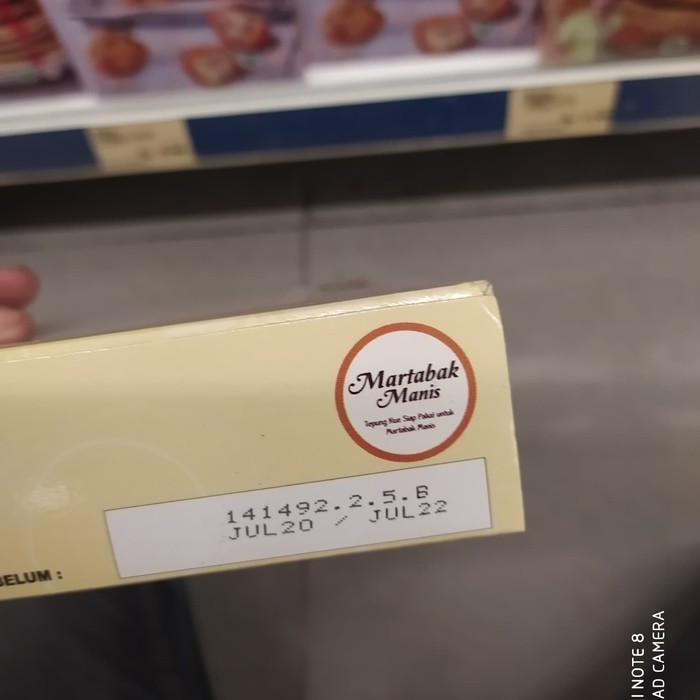 Martabak
Manis
Tepung Kue Siap Pakai untuk
Martabak Manis
141492.2.5.B
JUL20 / JUL22
BELUM :
NOTE 8
AD CAMERA